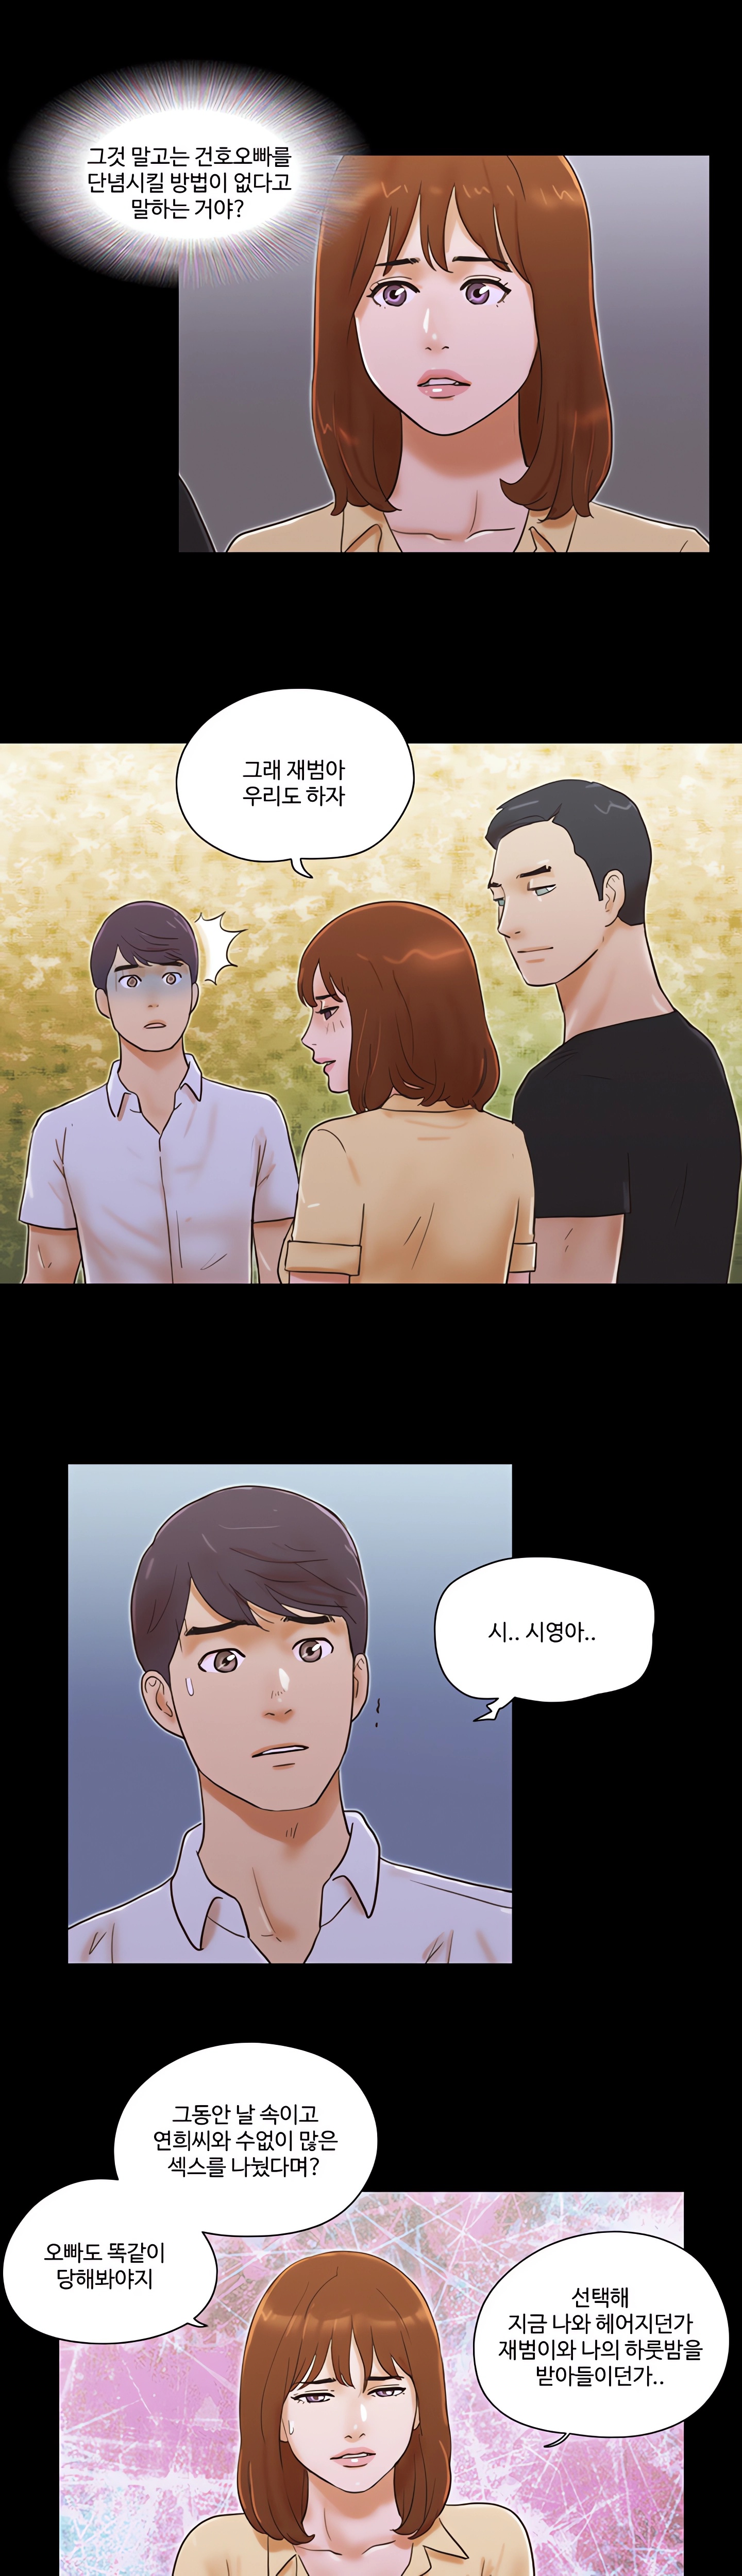 그것 말고는 건호오빠를
단념시킬 방법이 없다고
말하는 거야?
그래 재범아
우리도 하자
시.. 시영아..
그동안 날 속이고
연희씨와 수없이 많은
섹스를 나눴다며?
오빠도 똑같이
당해봐야지
선택해
지금 나와 헤어지던가
재범이와 나의 하룻밤을
받아들이던가..